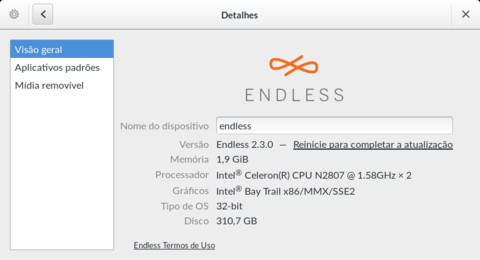 Detalhes
Visão geral
Aplicativos padrões
Mídia removível
ENDLESS
Nome do dispositivo endless
Versão Endless 2.3.0 — Reinicie para completar a atualização
Memória 1,9 GiB
Processador Intel® Celeron(R) CPU N2807 @ 1.58GHz × 2
Gráficos Intel® Bay Trail x86/MMX/SSE2
Tipo de OS 32-bit
Disco 310,7 GB
Endless Termos de Uso